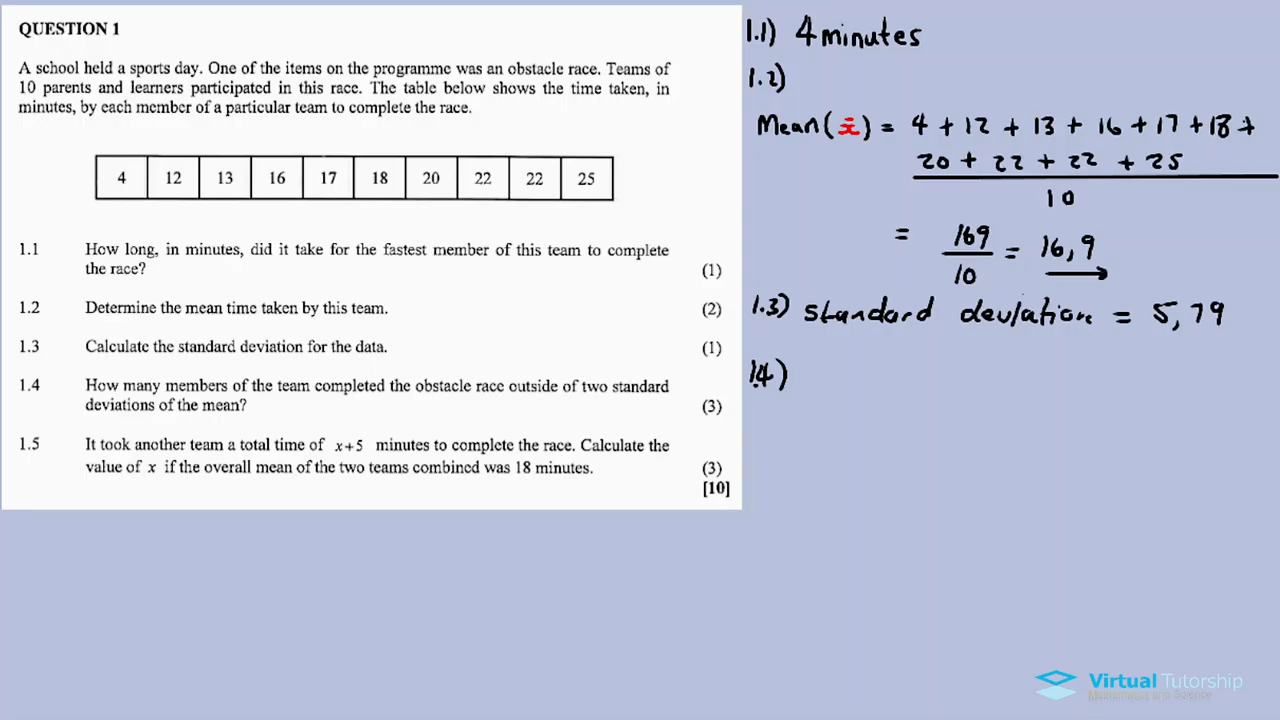 QUESTION 1
A school held a sports day. One of the items on the programme was an obstacle race. Teams of
10 parents and learners participated in this race. The table below shows the time taken, in
minutes, by each member of a particular team to complete the race.
4 12 13 16 17 18 20 22 22 25
1.1 How long, in minutes, did it take for the fastest member of this team to complete
the race? (1)
1.2 Determine the mean time taken by this team. (2)
1.3 Calculate the standard deviation for the data. (1)
1.4 How many members of the team completed the obstacle race outside of two standard
deviations of the mean? (3)
1.5 It took another team a total time of x+5 minutes to complete the race. Calculate the
value of x if the overall mean of the two teams combined was 18 minutes. (3)
[10]
1.1) 4 minutes
1.2)
Mean(x̄) = 4 + 12 + 13 + 16 + 17 + 18 +
20 + 22 + 22 + 25
10
= 169/10 = 16,9
1.3) standard deviation = 5,79
1.4)
Virtual Tutorship
Mathematics and Science